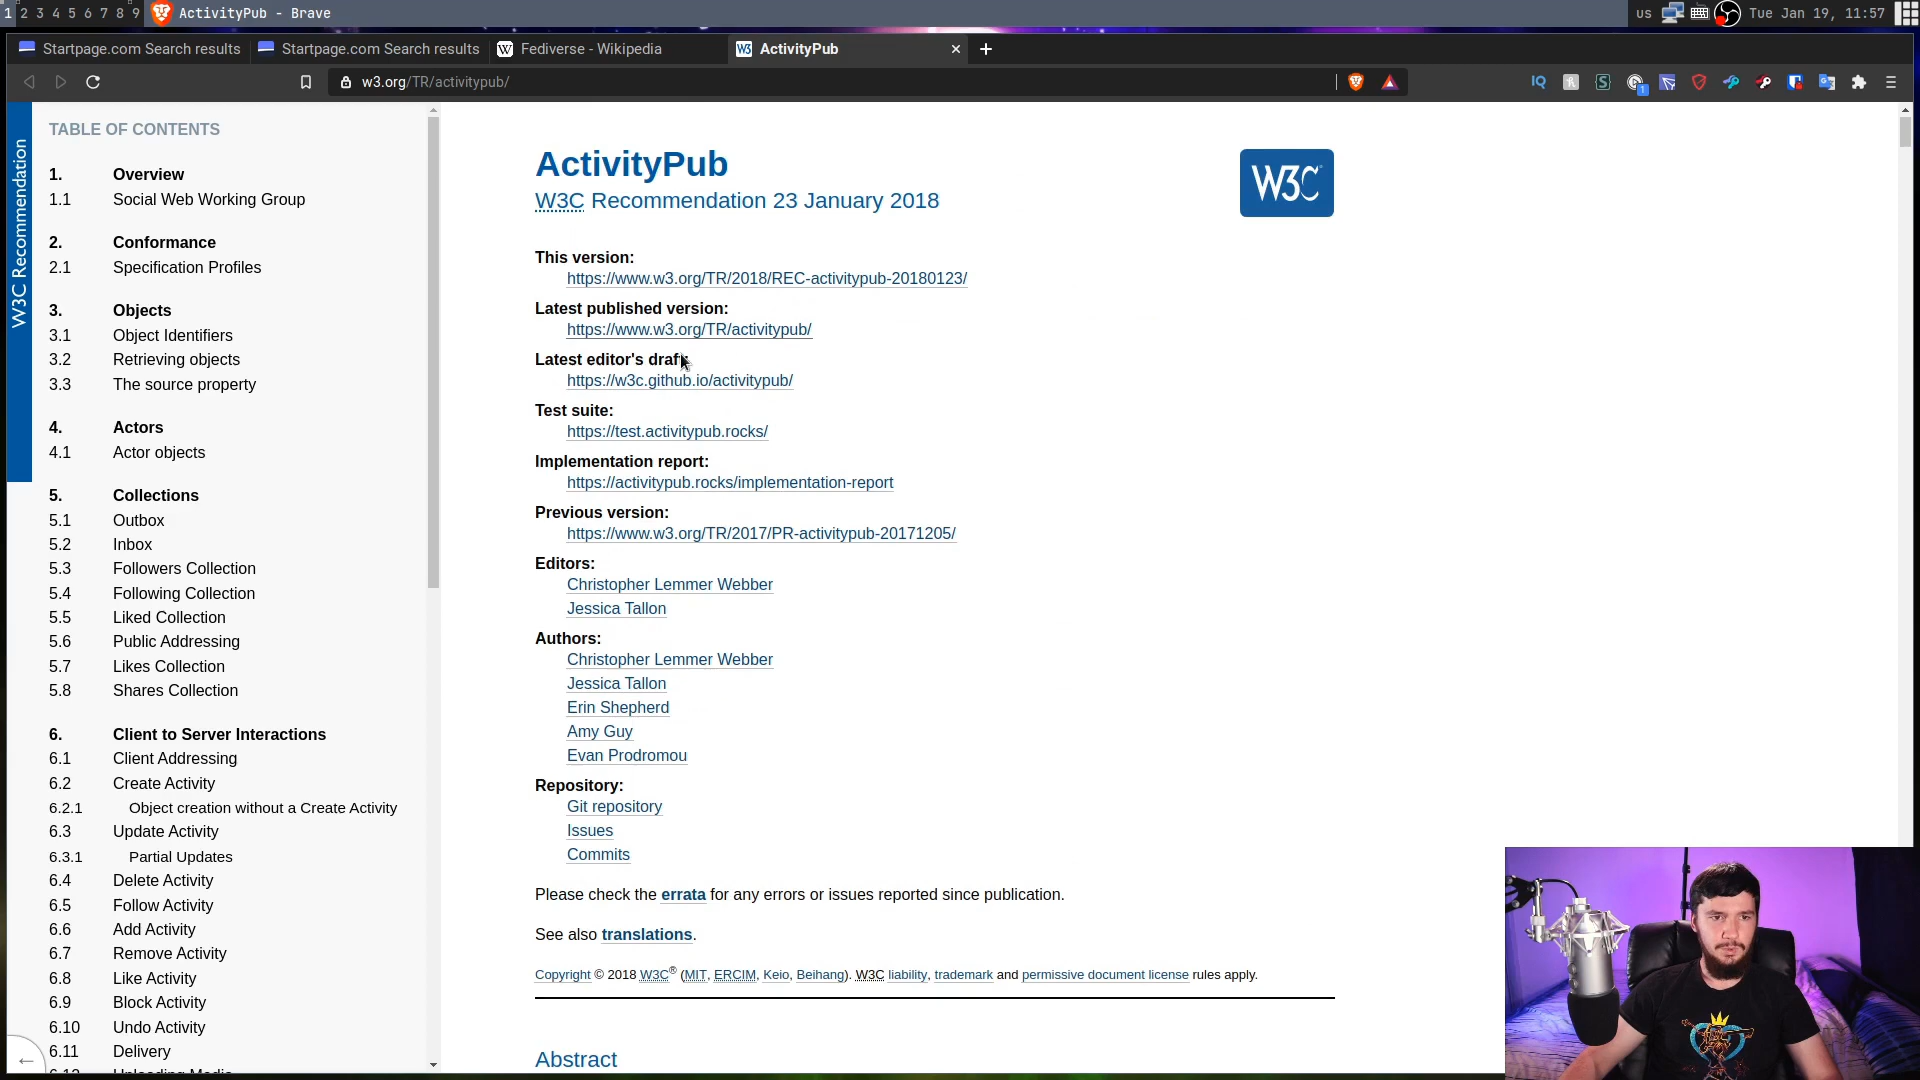 1 2 3 4 5 6 7 8 9 ActivityPub - Brave us Tue Jan 19, 11:57
Startpage.com Search results Startpage.com Search results W Fediverse - Wikipedia W3 ActivityPub × +
w3.org/TR/activitypub/ IQ 1
W3C Recommendation
TABLE OF CONTENTS
1. Overview
1.1 Social Web Working Group
2. Conformance
2.1 Specification Profiles
3. Objects
3.1 Object Identifiers
3.2 Retrieving objects
3.3 The source property
4. Actors
4.1 Actor objects
5. Collections
5.1 Outbox
5.2 Inbox
5.3 Followers Collection
5.4 Following Collection
5.5 Liked Collection
5.6 Public Addressing
5.7 Likes Collection
5.8 Shares Collection
6. Client to Server Interactions
6.1 Client Addressing
6.2 Create Activity
6.2.1 Object creation without a Create Activity
6.3 Update Activity
6.3.1 Partial Updates
6.4 Delete Activity
6.5 Follow Activity
6.6 Add Activity
6.7 Remove Activity
6.8 Like Activity
6.9 Block Activity
6.10 Undo Activity
6.11 Delivery
ActivityPub
W3C
W3C Recommendation 23 January 2018
This version:
https://www.w3.org/TR/2018/REC-activitypub-20180123/
Latest published version:
https://www.w3.org/TR/activitypub/
Latest editor's draft:
https://w3c.github.io/activitypub/
Test suite:
https://test.activitypub.rocks/
Implementation report:
https://activitypub.rocks/implementation-report
Previous version:
https://www.w3.org/TR/2017/PR-activitypub-20171205/
Editors:
Christopher Lemmer Webber
Jessica Tallon
Authors:
Christopher Lemmer Webber
Jessica Tallon
Erin Shepherd
Amy Guy
Evan Prodromou
Repository:
Git repository
Issues
Commits
Please check the errata for any errors or issues reported since publication.
See also translations.
Copyright © 2018 W3C® (MIT, ERCIM, Keio, Beihang). W3C liability, trademark and permissive document license rules apply.
Abstract